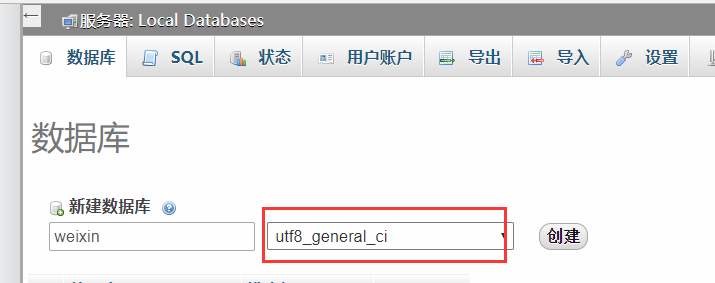 服务器: Local Databases
数据库 SQL 状态 用户账户 导出 导入 设置
数据库
新建数据库
weixin utf8_general_ci 创建